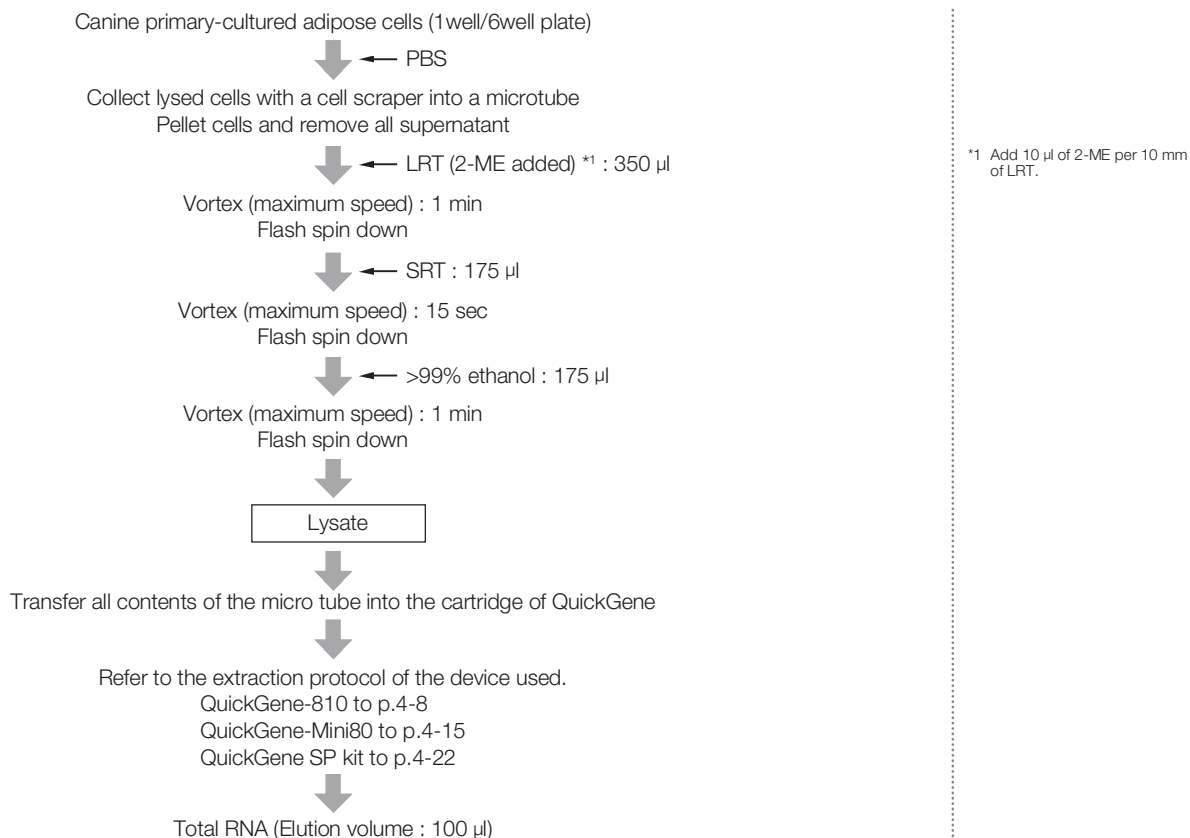 Canine primary-cultured adipose cells (1well/6well plate)
PBS
Collect lysed cells with a cell scraper into a microtube
Pellet cells and remove all supernatant
LRT (2-ME added) *1 : 350 µl
*1 Add 10 µl of 2-ME per 10 mm
of LRT.
Vortex (maximum speed) : 1 min
Flash spin down
SRT : 175 µl
Vortex (maximum speed) : 15 sec
Flash spin down
>99% ethanol : 175 µl
Vortex (maximum speed) : 1 min
Flash spin down
Lysate
Transfer all contents of the micro tube into the cartridge of QuickGene
Refer to the extraction protocol of the device used.
QuickGene-810 to p.4-8
QuickGene-Mini80 to p.4-15
QuickGene SP kit to p.4-22
Total RNA (Elution volume : 100 µl)